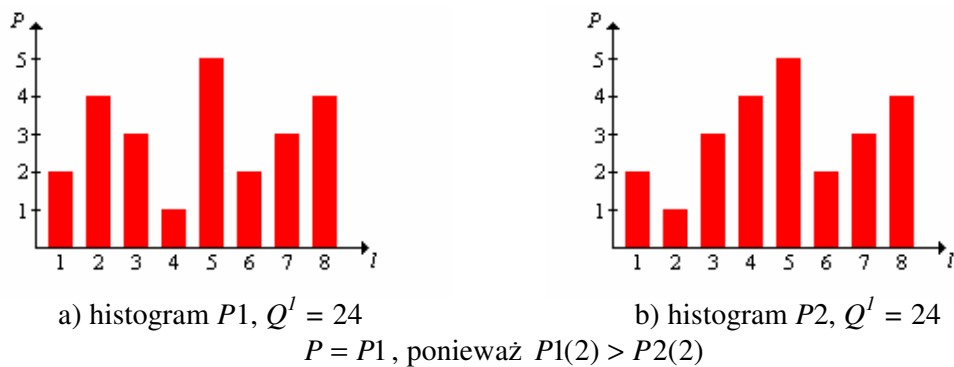 P
5
4
3
2
1
1 2 3 4 5 6 7 8 l
P
5
4
3
2
1
1 2 3 4 5 6 7 8 l
a) histogram P1, Q^1 = 24
b) histogram P2, Q^1 = 24
P = P1, ponieważ P1(2) > P2(2)